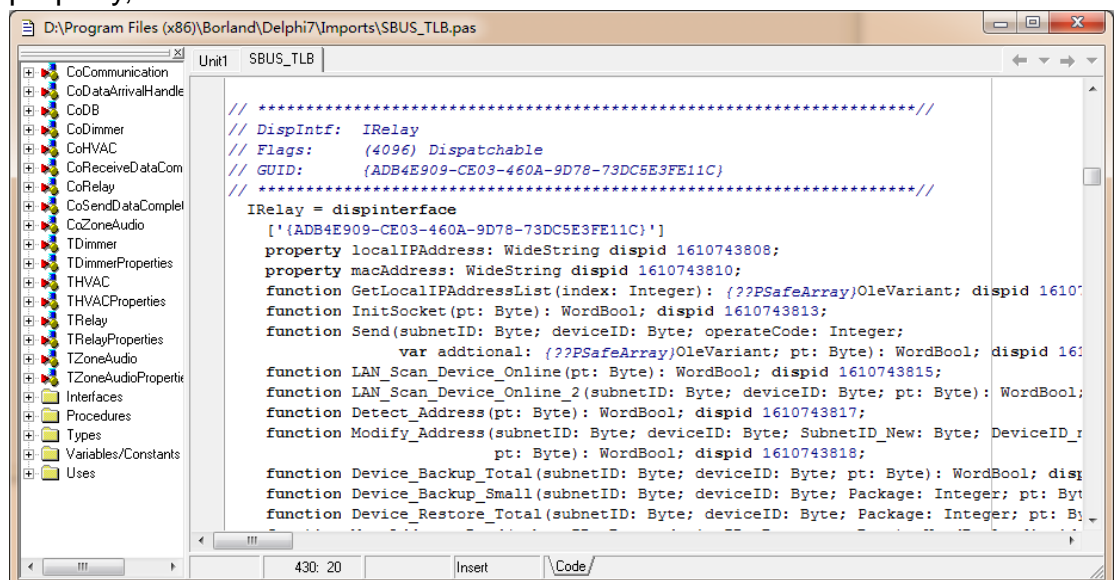 property,
D:\Program Files (x86)\Borland\Delphi7\Imports\SBUS_TLB.pas
CoCommunication
CoDataArrivalHandle
CoDB
CoDimmer
CoHVAC
CoReceiveDataCom
CoRelay
CoSendDataComplet
CoZoneAudio
TDimmer
TDimmerProperties
THVAC
THVACProperties
TRelay
TRelayProperties
TZoneAudio
TZoneAudioPropertie
Interfaces
Procedures
Types
Variables/Constants
Uses
Unit1 SBUS_TLB
// *********************************************************************//
// DispIntf:  IRelay
// Flags:     (4096) Dispatchable
// GUID:      {ADB4E909-CE03-460A-9D78-73DC5E3FE11C}
// *********************************************************************//
IRelay = dispinterface
['{ADB4E909-CE03-460A-9D78-73DC5E3FE11C}']
property localIPAddress: WideString dispid 1610743808;
property macAddress: WideString dispid 1610743810;
function GetLocalIPAddressList(index: Integer): {??PSafeArray}OleVariant; dispid 1610
function InitSocket(pt: Byte): WordBool; dispid 1610743813;
function Send(subnetID: Byte; deviceID: Byte; operateCode: Integer;
var addtional: {??PSafeArray}OleVariant; pt: Byte): WordBool; dispid 161
function LAN_Scan_Device_Online(pt: Byte): WordBool; dispid 1610743815;
function LAN_Scan_Device_Online_2(subnetID: Byte; deviceID: Byte; pt: Byte): WordBool;
function Detect_Address(pt: Byte): WordBool; dispid 1610743817;
function Modify_Address(subnetID: Byte; deviceID: Byte; SubnetID_New: Byte; DeviceID_
pt: Byte): WordBool; dispid 1610743818;
function Device_Backup_Total(subnetID: Byte; deviceID: Byte; pt: Byte): WordBool; disp
function Device_Backup_Small(subnetID: Byte; deviceID: Byte; Package: Integer; pt: Byt
function Device_Restore_Total(subnetID: Byte; deviceID: Byte; Package: Integer; pt: By
430: 20 Insert \Code/